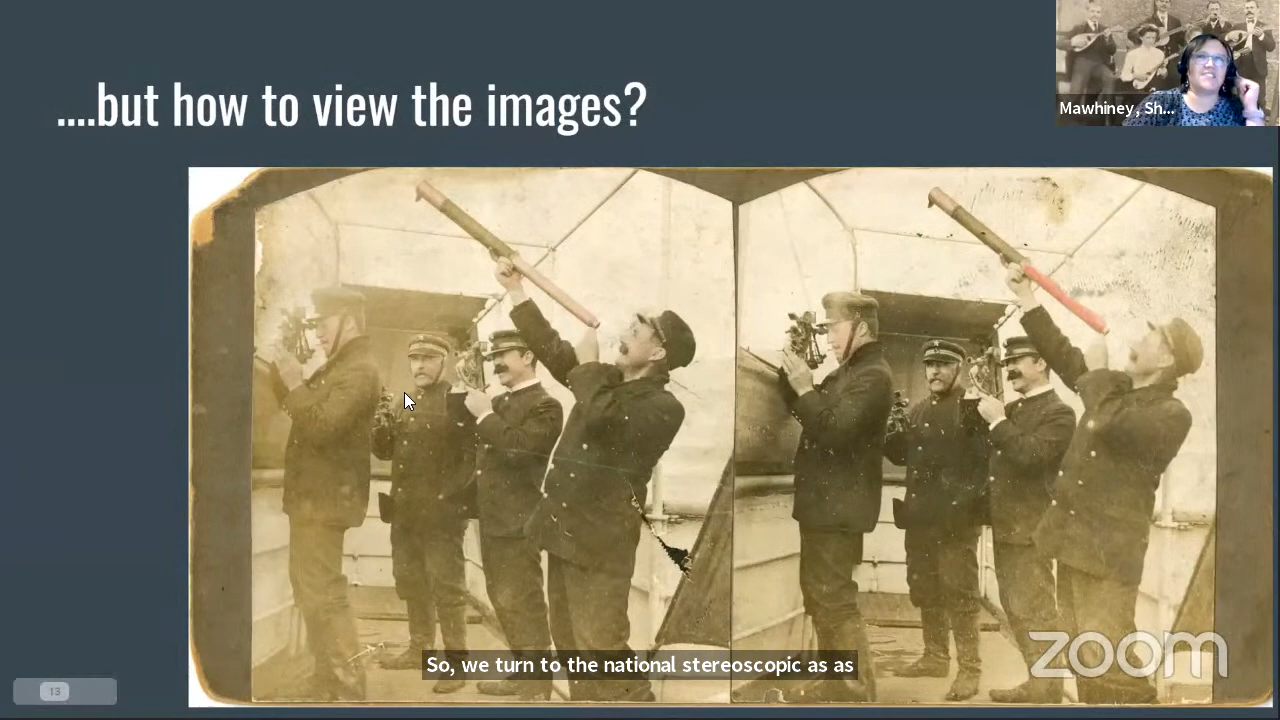 ....but how to view the images?
Mawhiney, Sh...
So, we turn to the national stereoscopic as as
zoom
13